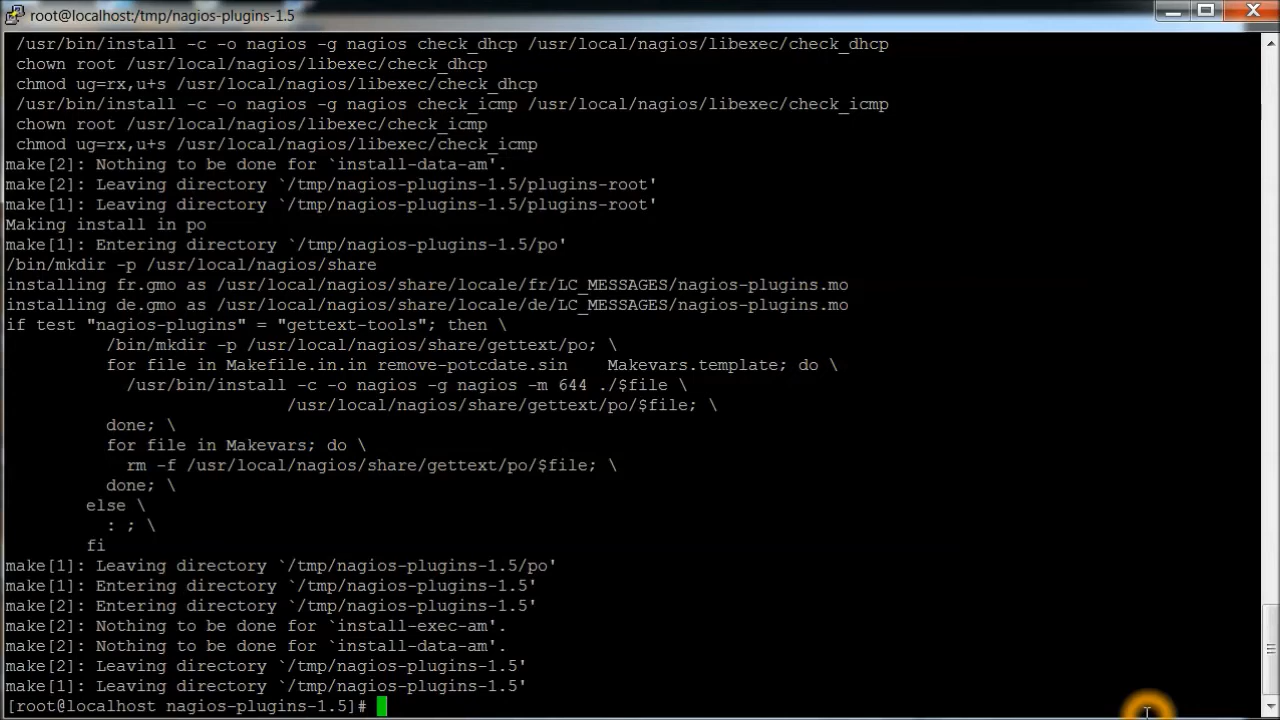 root@localhost:/tmp/nagios-plugins-1.5
/usr/bin/install -c -o nagios -g nagios check_dhcp /usr/local/nagios/libexec/check_dhcp
chown root /usr/local/nagios/libexec/check_dhcp
chmod ug=rx,u+s /usr/local/nagios/libexec/check_dhcp
/usr/bin/install -c -o nagios -g nagios check_icmp /usr/local/nagios/libexec/check_icmp
chown root /usr/local/nagios/libexec/check_icmp
chmod ug=rx,u+s /usr/local/nagios/libexec/check_icmp
make[2]: Nothing to be done for `install-data-am'.
make[2]: Leaving directory `/tmp/nagios-plugins-1.5/plugins-root'
make[1]: Leaving directory `/tmp/nagios-plugins-1.5/plugins-root'
Making install in po
make[1]: Entering directory `/tmp/nagios-plugins-1.5/po'
/bin/mkdir -p /usr/local/nagios/share
installing fr.gmo as /usr/local/nagios/share/locale/fr/LC_MESSAGES/nagios-plugins.mo
installing de.gmo as /usr/local/nagios/share/locale/de/LC_MESSAGES/nagios-plugins.mo
if test "nagios-plugins" = "gettext-tools"; then \
/bin/mkdir -p /usr/local/nagios/share/gettext/po; \
for file in Makefile.in.in remove-potcdate.sin    Makevars.template; do \
/usr/bin/install -c -o nagios -g nagios -m 644 ./$file \
/usr/local/nagios/share/gettext/po/$file; \
done; \
for file in Makevars; do \
rm -f /usr/local/nagios/share/gettext/po/$file; \
done; \
else \
: ; \
fi
make[1]: Leaving directory `/tmp/nagios-plugins-1.5/po'
make[1]: Entering directory `/tmp/nagios-plugins-1.5'
make[2]: Entering directory `/tmp/nagios-plugins-1.5'
make[2]: Nothing to be done for `install-exec-am'.
make[2]: Nothing to be done for `install-data-am'.
make[2]: Leaving directory `/tmp/nagios-plugins-1.5'
make[1]: Leaving directory `/tmp/nagios-plugins-1.5'
[root@localhost nagios-plugins-1.5]#